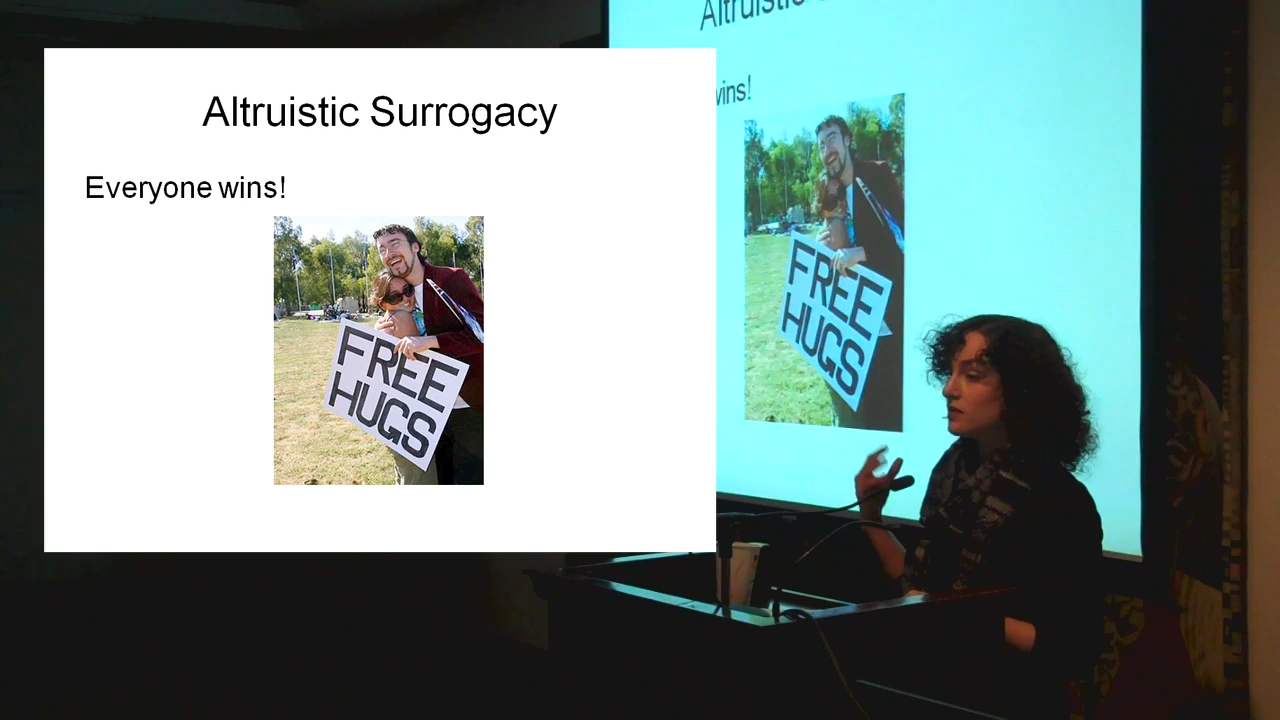 Altruistic Surrogacy
Everyone wins!
FREE
HUGS
Altruistic
wins!
FREE
HUGS